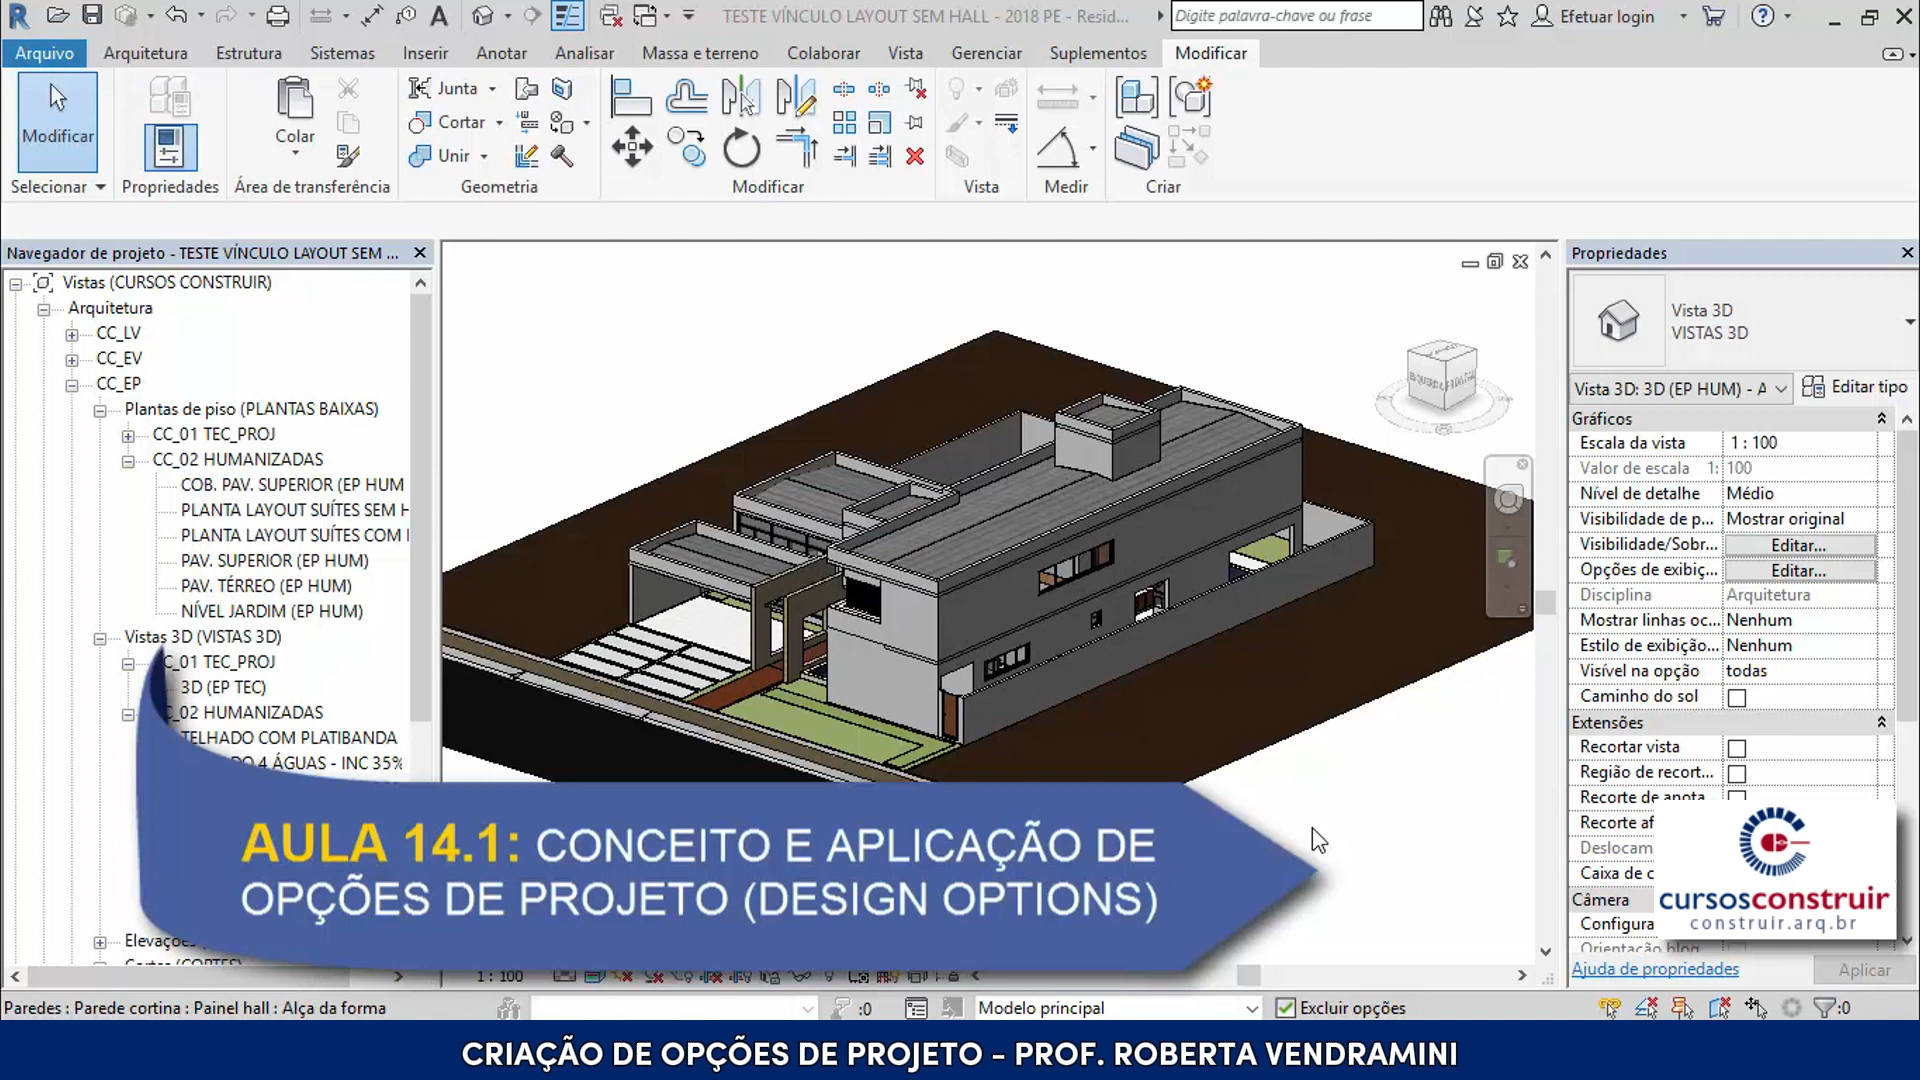 TESTE VÍNCULO LAYOUT SEM HALL - 2018 PE - Resid...
Digite palavra-chave ou frase
Efetuar login
Arquivo Arquitetura Estrutura Sistemas Inserir Anotar Analisar Massa e terreno Colaborar Vista Gerenciar Suplementos Modificar
Modificar
Colar
Junta
Cortar
Unir
Selecionar Propriedades Área de transferência Geometria Modificar Vista Medir Criar
Navegador de projeto - TESTE VÍNCULO LAYOUT SEM ...
Vistas (CURSOS CONSTRUIR)
Arquitetura
CC_LV
CC_EV
CC_EP
Plantas de piso (PLANTAS BAIXAS)
CC_01 TEC_PROJ
CC_02 HUMANIZADAS
COB. PAV. SUPERIOR (EP HUM
PLANTA LAYOUT SUÍTES SEM H
PLANTA LAYOUT SUÍTES COM
PAV. SUPERIOR (EP HUM)
PAV. TÉRREO (EP HUM)
NÍVEL JARDIM (EP HUM)
Vistas 3D (VISTAS 3D)
C_01 TEC_PROJ
3D (EP TEC)
C_02 HUMANIZADAS
TELHADO COM PLATIBANDA
4 ÁGUAS - INC 35%
Propriedades
Vista 3D
VISTAS 3D
Vista 3D: 3D (EP HUM) - A
Editar tipo
Gráficos
Escala da vista 1 : 100
Valor de escala 1: 100
Nível de detalhe Médio
Visibilidade de p... Mostrar original
Visibilidade/Sobr... Editar...
Opções de exibiç... Editar...
Disciplina Arquitetura
Mostrar linhas oc... Nenhum
Estilo de exibição... Nenhum
Visível na opção todas
Caminho do sol
Extensões
Recortar vista
Região de recort...
Recorte de anota
Recorte af
Deslocam
Caixa de c
Câmera
Configura
Ajuda de propriedades
Aplicar
cursosconstruir
construir.arq.br
AULA 14.1: CONCEITO E APLICAÇÃO DE
OPÇÕES DE PROJETO (DESIGN OPTIONS)
1 : 100
Paredes : Parede cortina : Painel hall : Alça da forma
:0
Modelo principal
Excluir opções
:0
CRIAÇÃO DE OPÇÕES DE PROJETO - PROF. ROBERTA VENDRAMINI